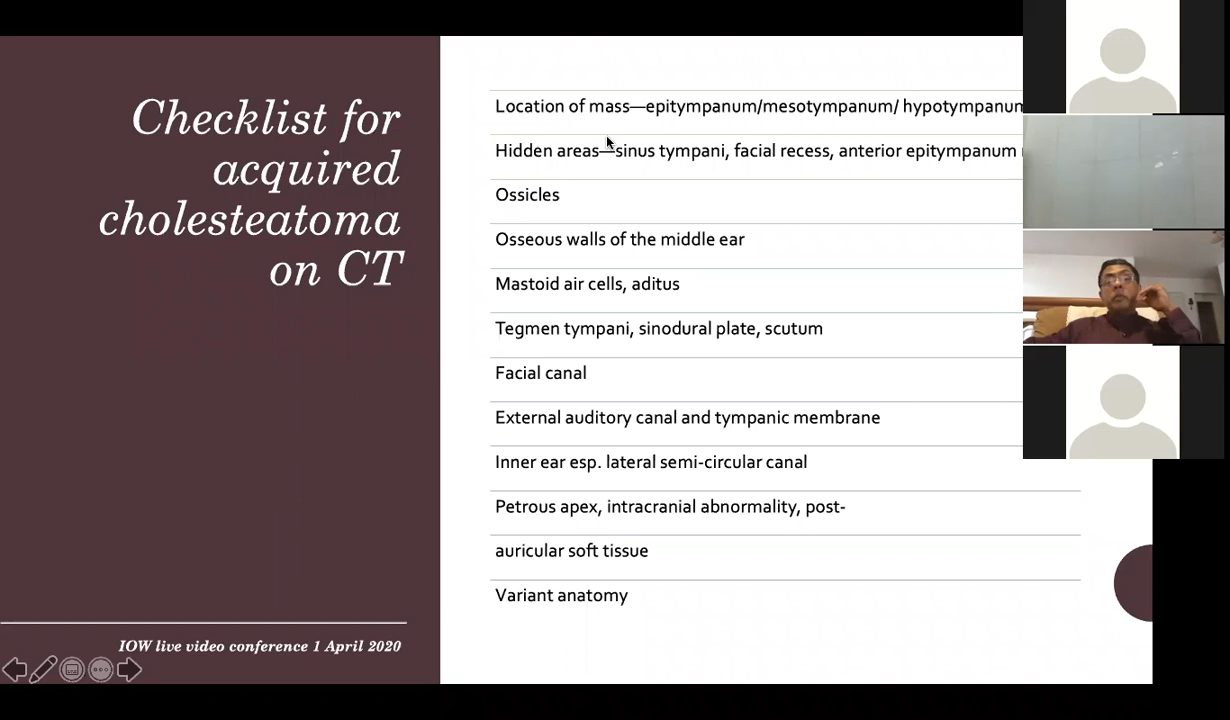 Checklist for
acquired
cholesteatoma
on CT
IOW live video conference 1 April 2020
Location of mass—epitympanum/mesotympanum/ hypotympanum
Hidden areas—sinus tympani, facial recess, anterior epitympanum
Ossicles
Osseous walls of the middle ear
Mastoid air cells, aditus
Tegmen tympani, sinodural plate, scutum
Facial canal
External auditory canal and tympanic membrane
Inner ear esp. lateral semi-circular canal
Petrous apex, intracranial abnormality, post-
auricular soft tissue
Variant anatomy